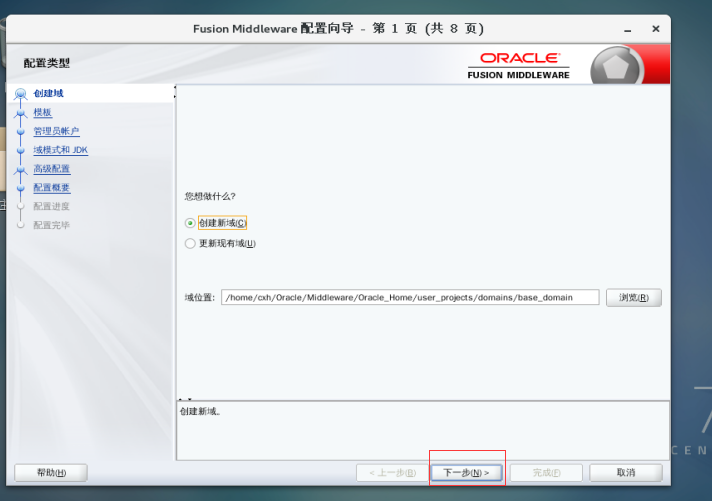 Fusion Middleware 配置向导 - 第 1 页 (共 8 页)
配置类型
ORACLE
FUSION MIDDLEWARE
创建域
模板
管理员帐户
域模式和 JDK
高级配置
配置概要
配置进度
配置完毕
您想做什么?
创建新域(C)
更新现有域(U)
域位置: /home/cxh/Oracle/Middleware/Oracle_Home/user_projects/domains/base_domain 浏览(R)
创建新域。
帮助(H) < 上一步(B) 下一步(N) > 完成(F) 取消
7
CEN